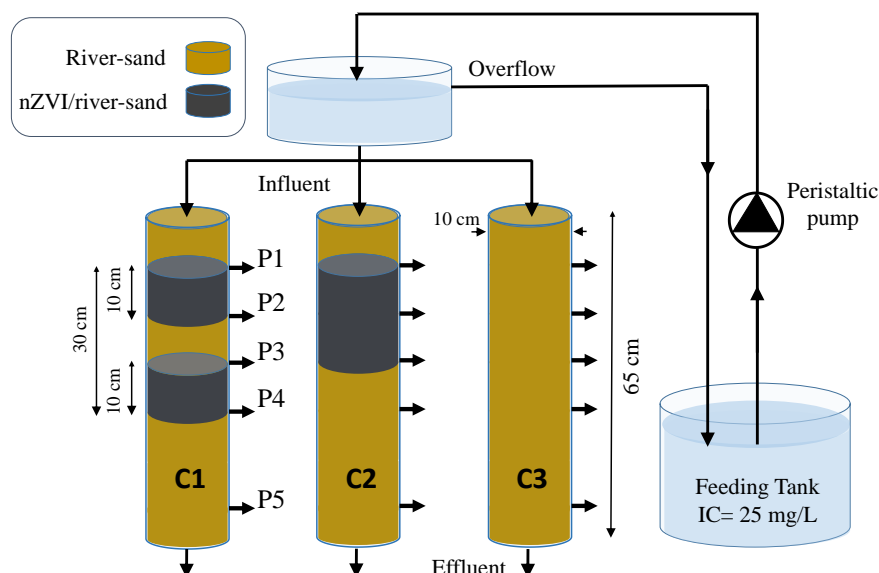 River-sand
nZVI/river-sand
Overflow
Influent
Peristaltic
pump
10 cm
P1
P2
P3
P4
P5
10 cm
30 cm
10 cm
65 cm
C1
C2
C3
Feeding Tank
IC= 25 mg/L
Effluent